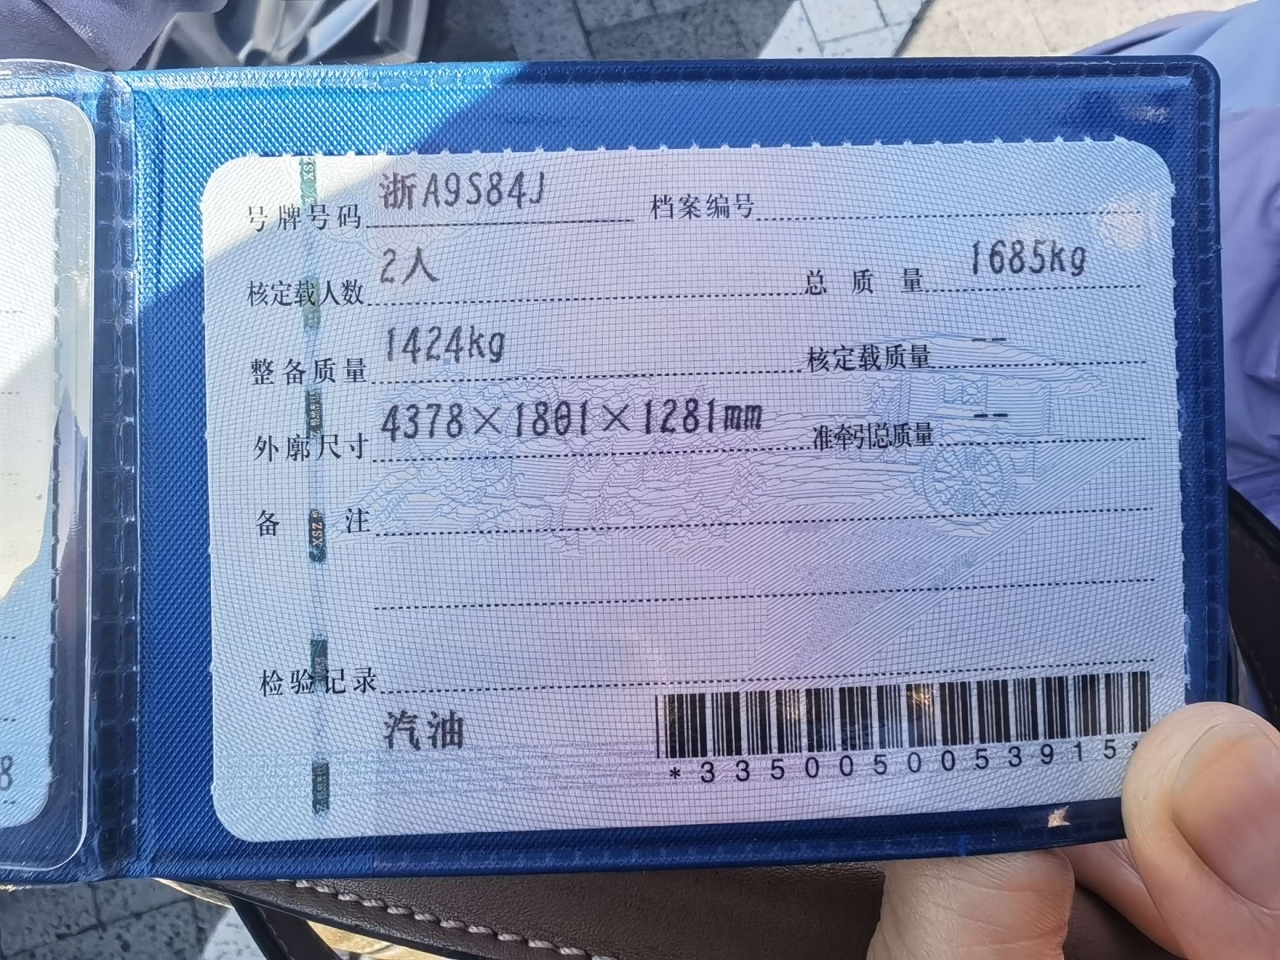 号牌号码 浙A9S84J 档案编号
核定载人数 2人 总质量 1685kg
整备质量 1424kg 核定载质量 --
外廓尺寸 4378×1801×1281mm 准牵引总质量 --
备注
检验记录
汽油
*3350050053915*
8
XSZ